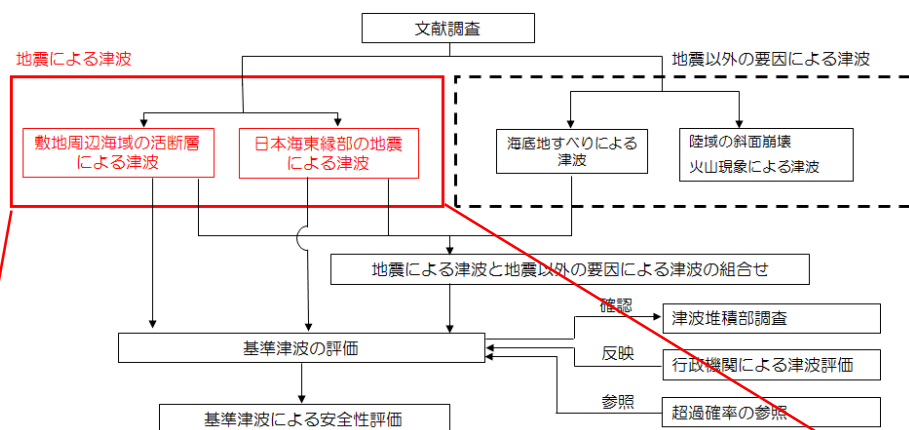 文献調査
地震による津波
地震以外の要因による津波
敷地周辺海域の活断層
による津波
日本海東縁部の地震
による津波
海底地すべりによる
津波
陸域の斜面崩壊
火山現象による津波
地震による津波と地震以外の要因による津波の組合せ
確認
津波堆積部調査
基準津波の評価
反映
行政機関による津波評価
参照
超過確率の参照
基準津波による安全性評価